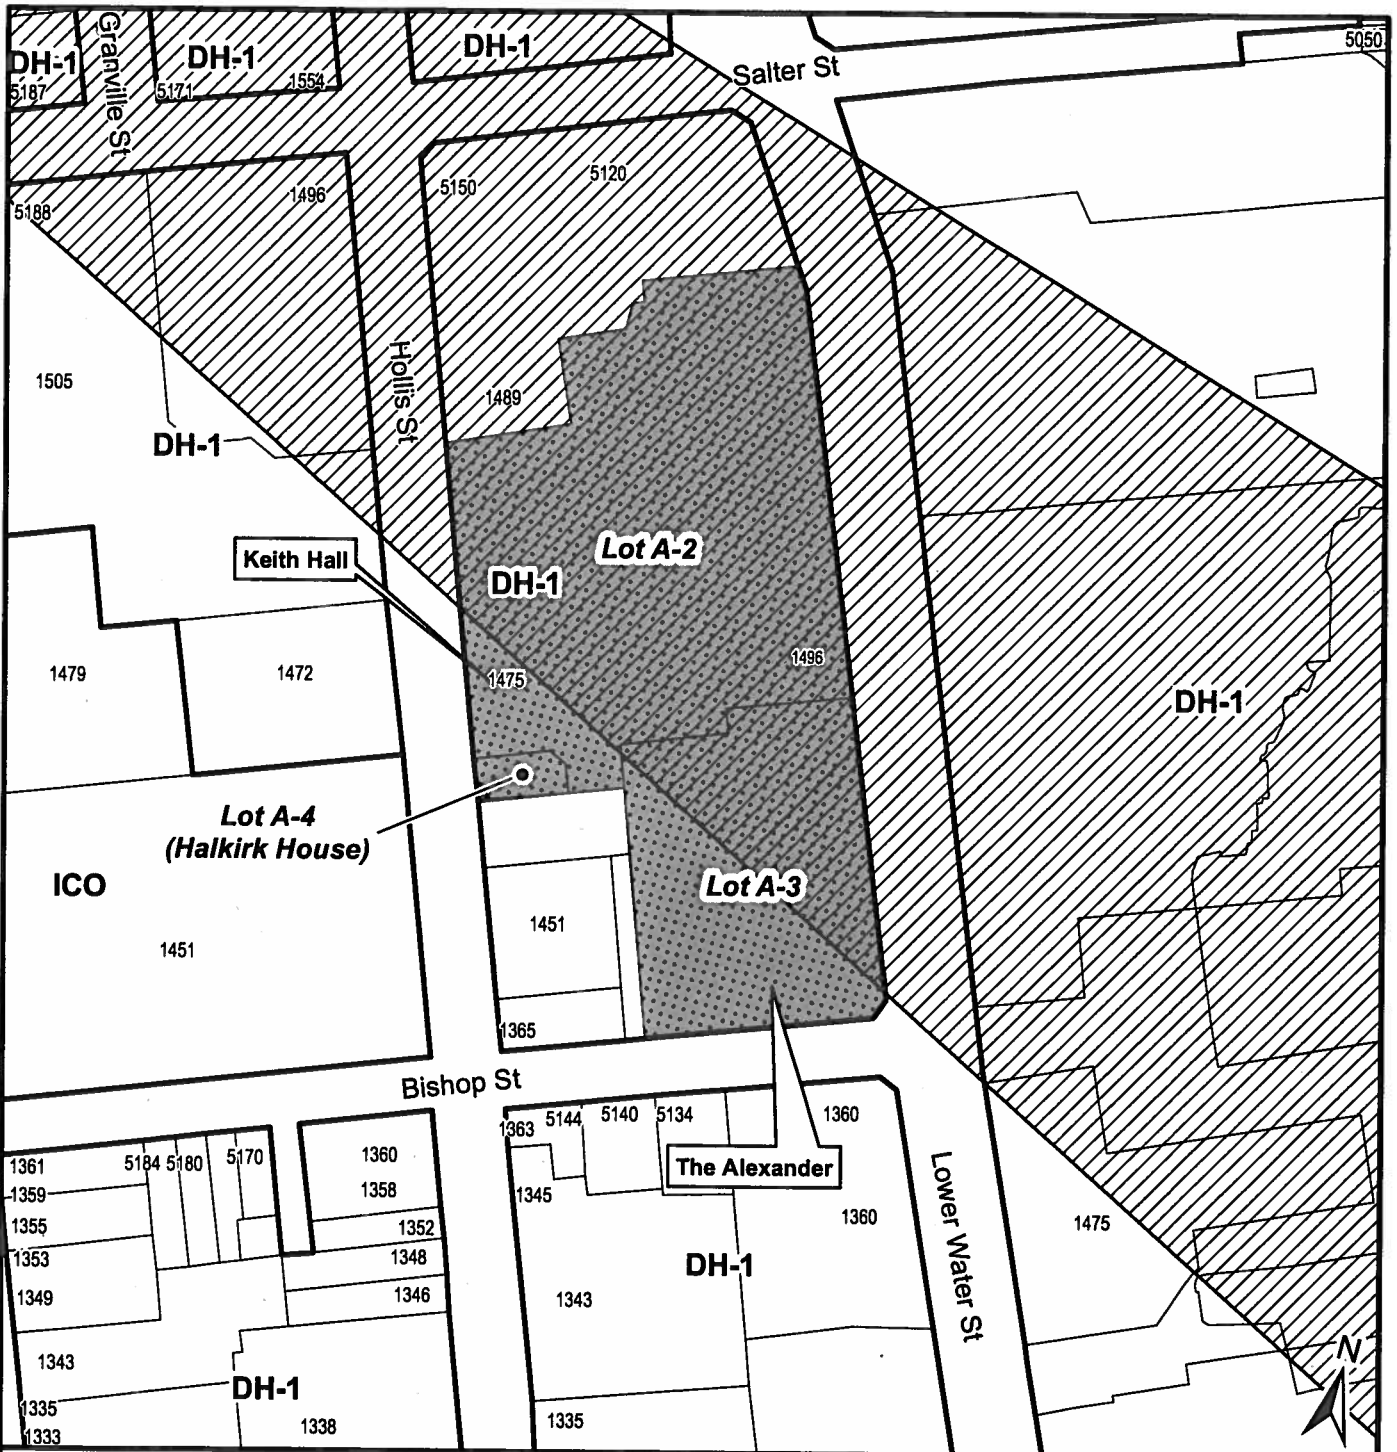 Granville St
DH-1
DH-1
DH-1
5050
5187
5171
1554
Salter St
5188
1496
5150
5120
1505
DH-1
Hollis St
1489
Keith Hall
Lot A-2
DH-1
1496
1479
1472
1475
DH-1
Lot A-4
(Halkirk House)
Lot A-3
ICO
1451
1451
1365
Bishop St
1363
5144
5140
5134
1360
1361
5184
5180
5170
1360
The Alexander
1359
1358
1345
1355
1352
1360
1475
Lower Water St
1353
1348
DH-1
1349
1346
1343
N
1343
DH-1
1335
1338
1335
1333